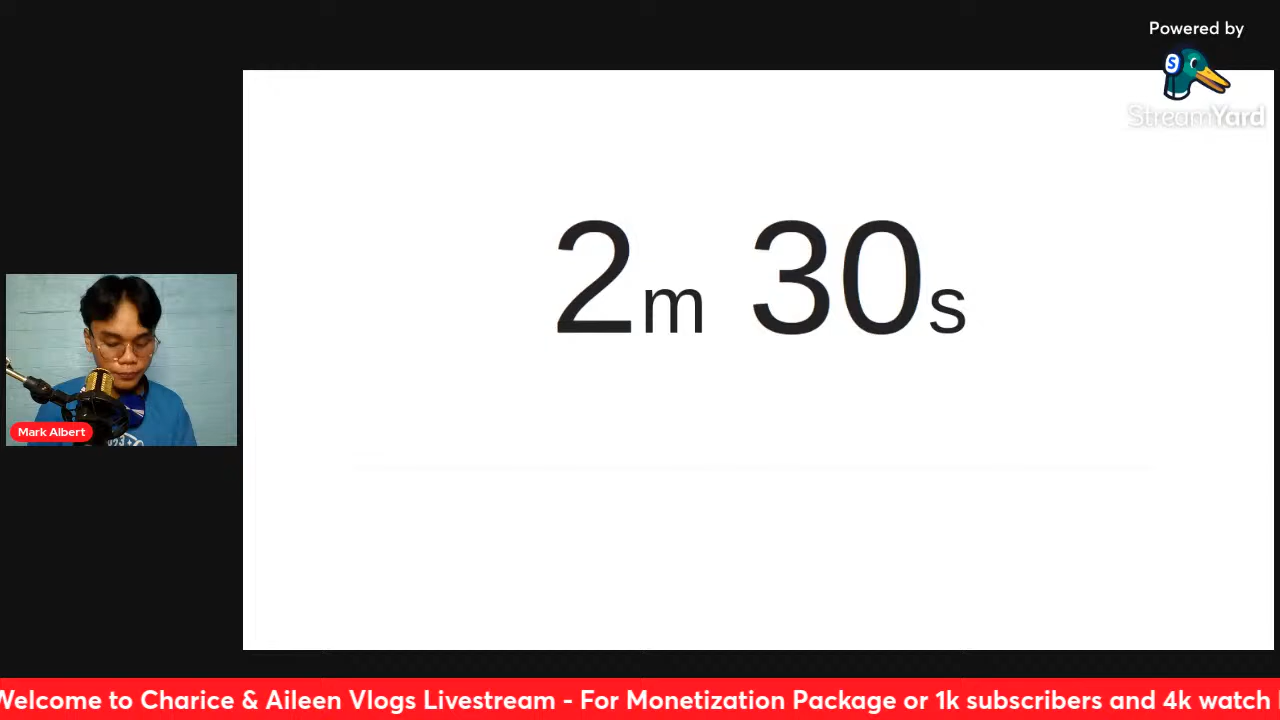 Powered by
S
StreamYard
2m 30s
Mark Albert
Welcome to Charice & Aileen Vlogs Livestream - For Monetization Package or 1k subscribers and 4k watch